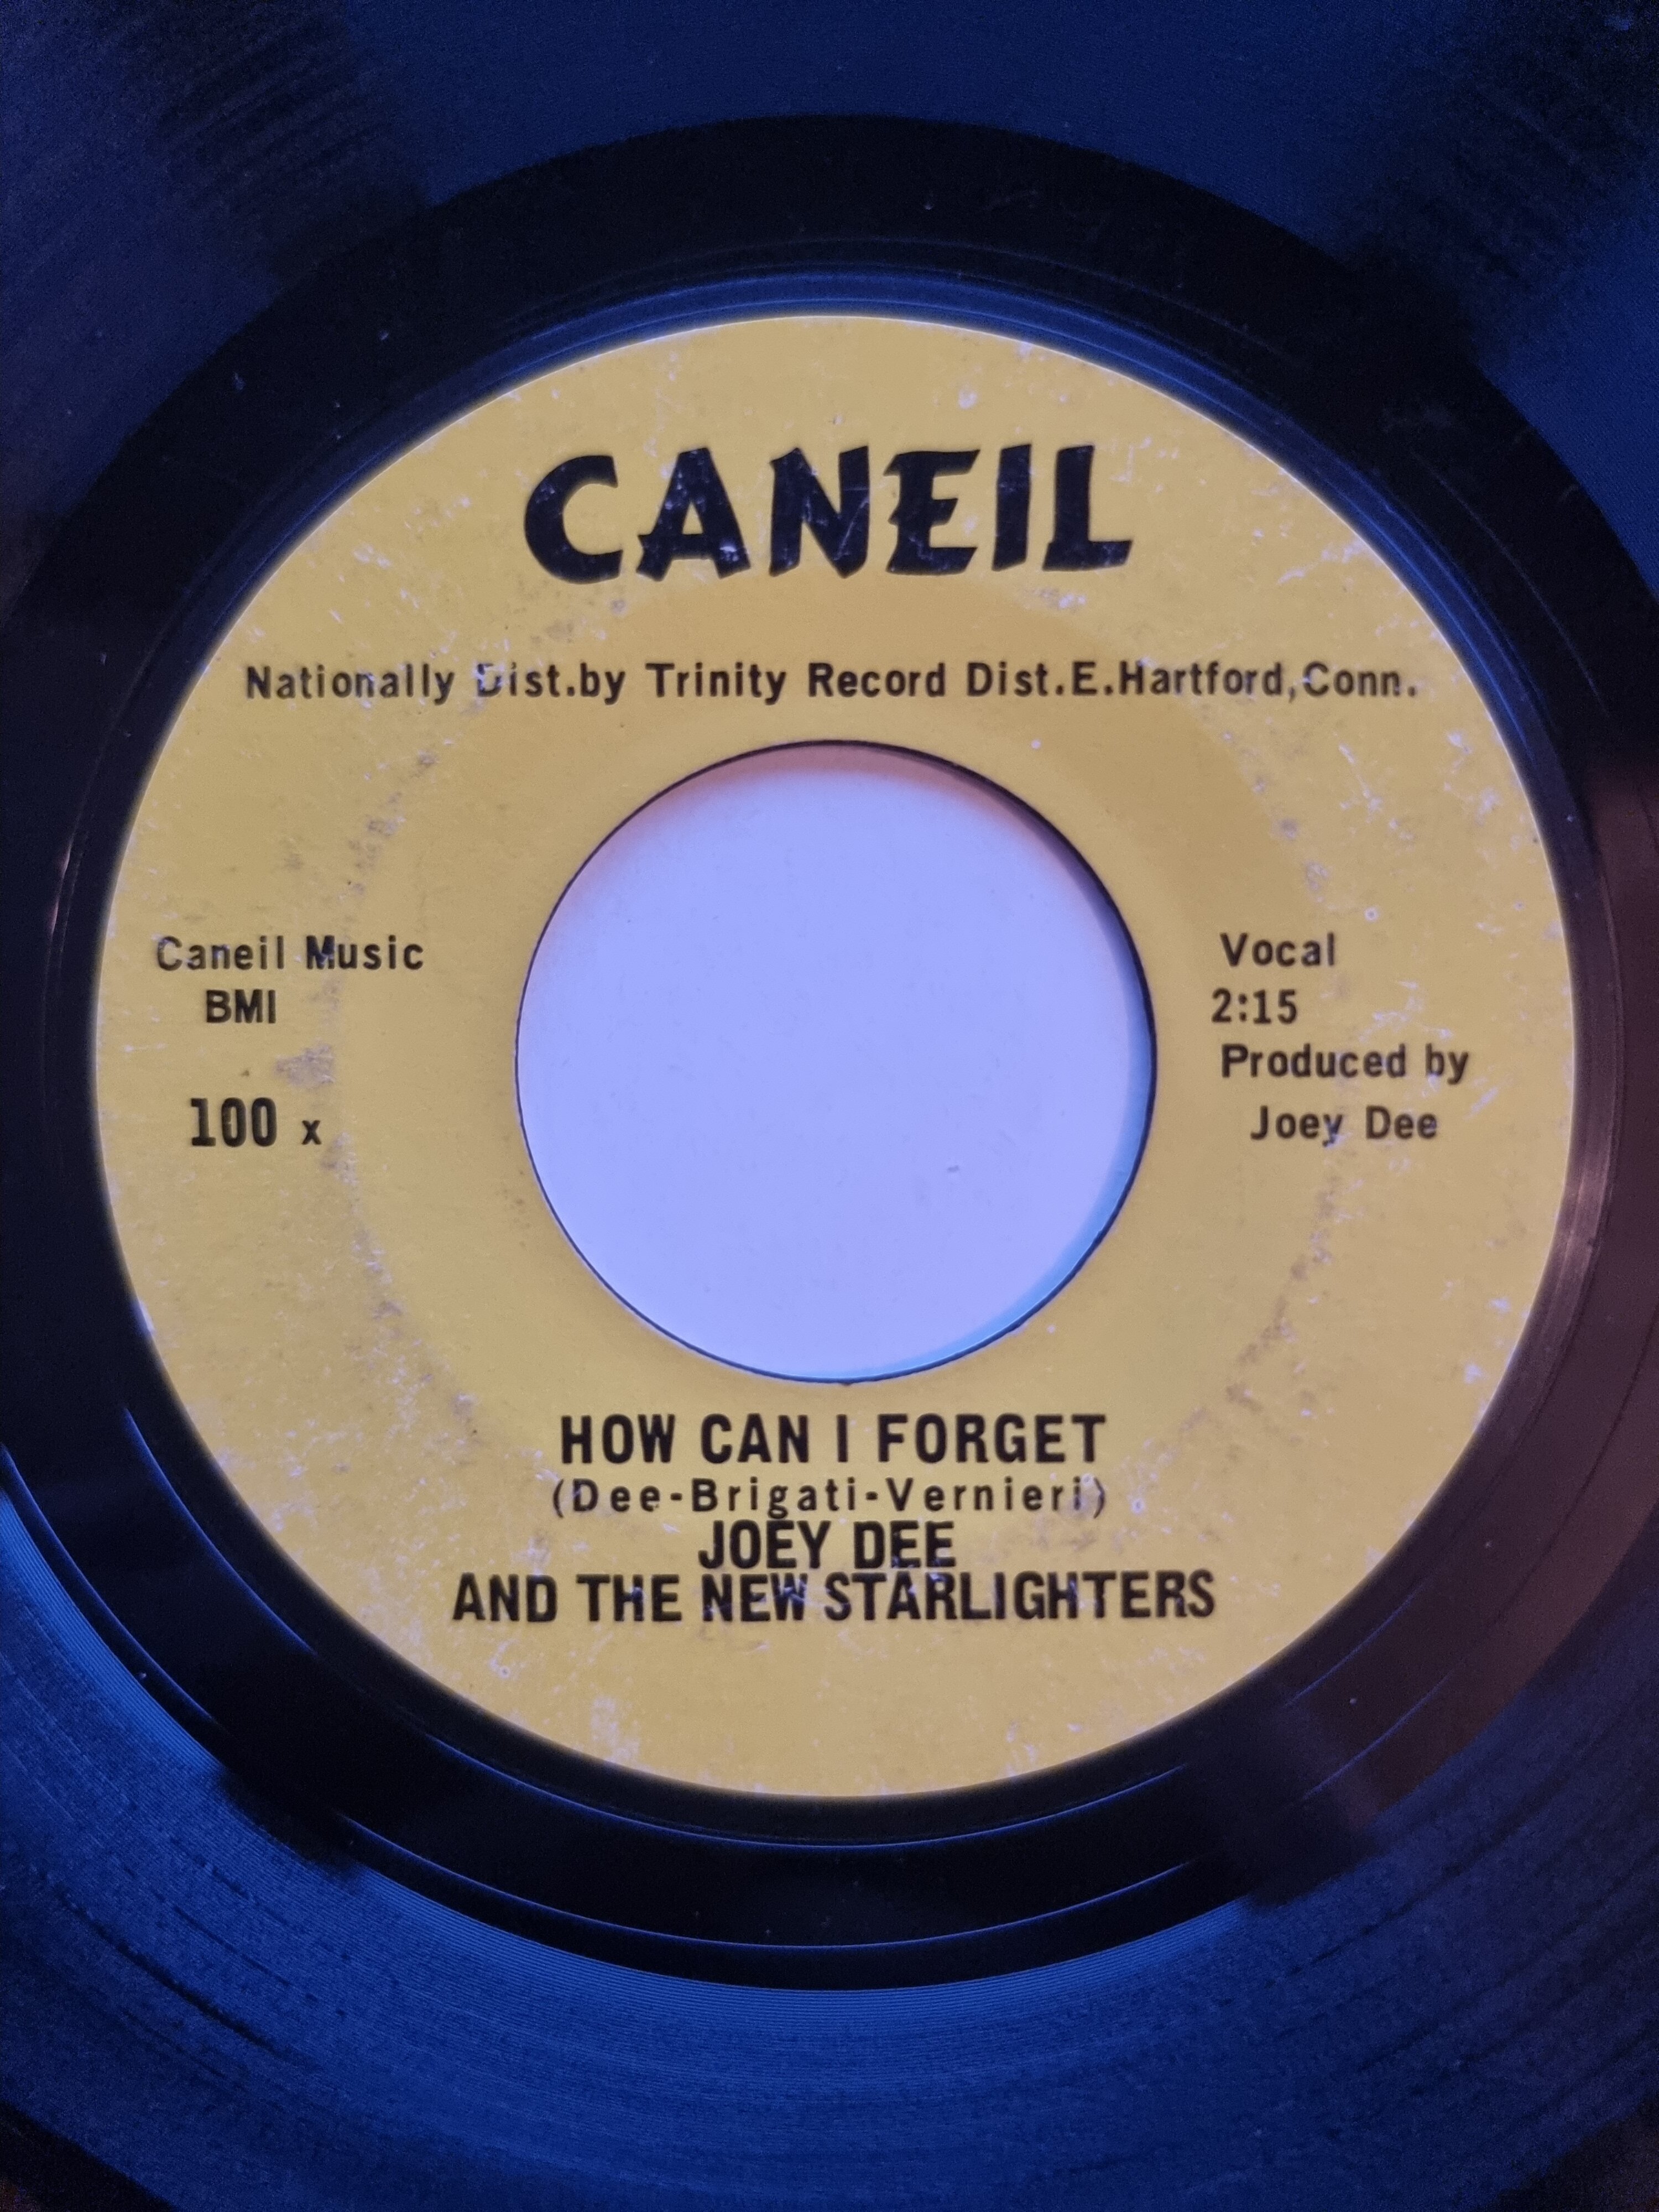 CANEIL
Nationally Dist.by Trinity Record Dist.E.Hartford,Conn.
Caneil Music
BMI
100 x
Vocal
2:15
Produced by
Joey Dee
HOW CAN I FORGET
(Dee-Brigati-Vernieri)
JOEY DEE
AND THE NEW STARLIGHTERS